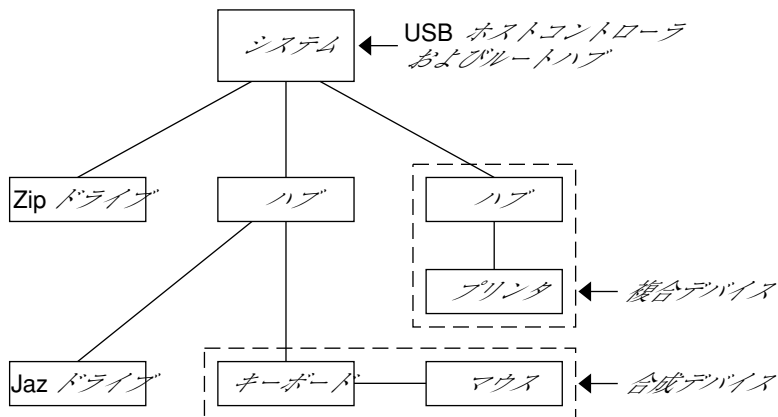 システム
USB ホストコントローラ
およびルートハブ
Zip ドライブ
ハブ
ハブ
プリンタ
複合デバイス
Jaz ドライブ
キーボード
マウス
合成デバイス